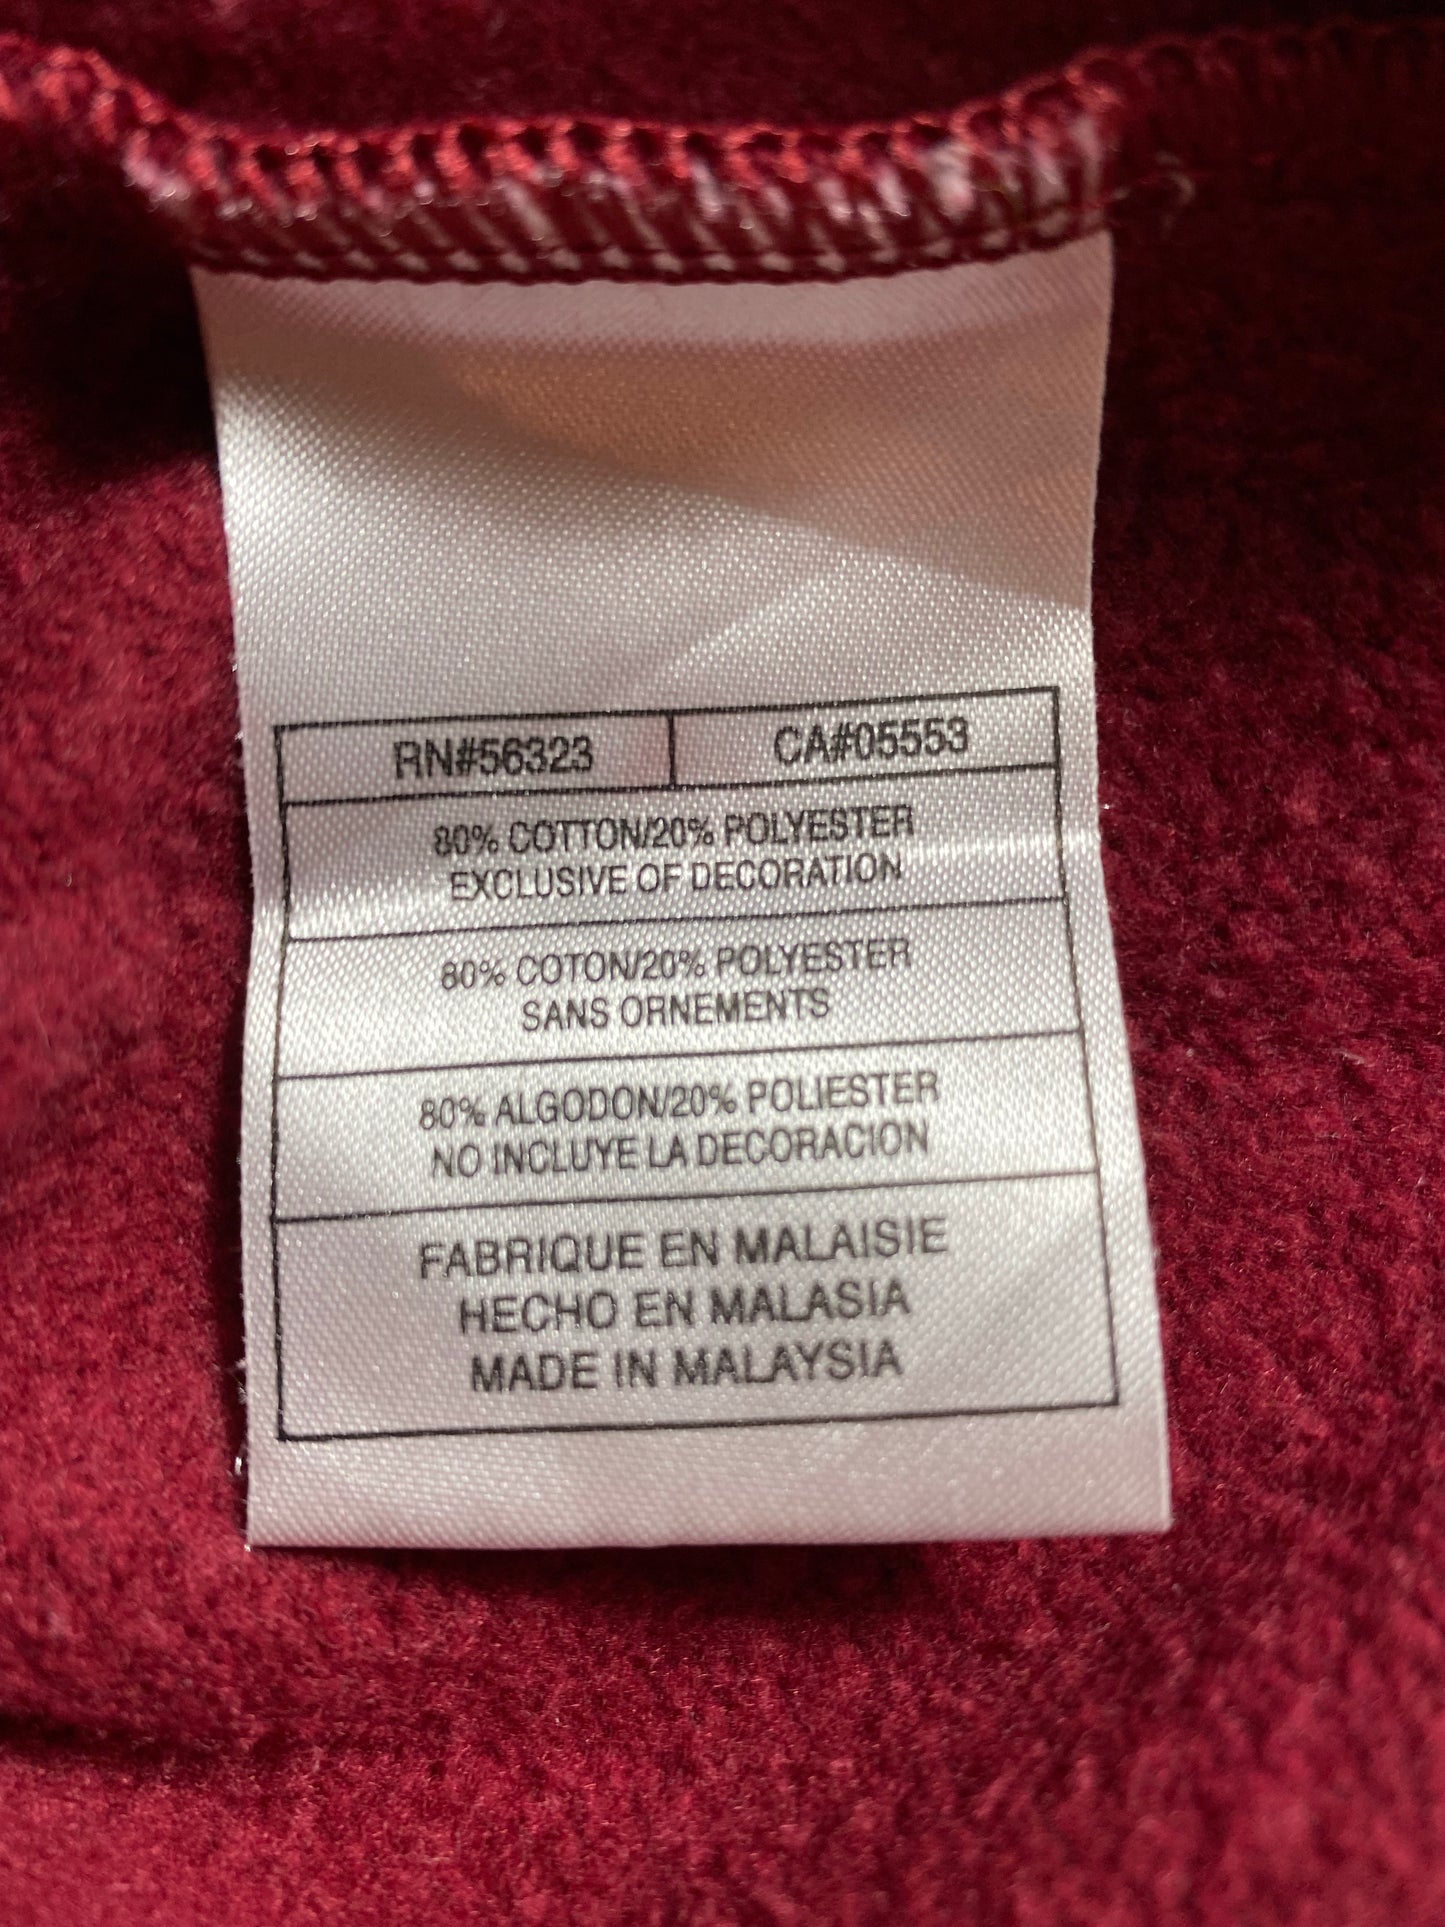 RN#56323 CA#05553
80% COTTON/20% POLYESTER
EXCLUSIVE OF DECORATION
80% COTON/20% POLYESTER
SANS ORNEMENTS
80% ALGODON/20% POLIESTER
NO INCLUYE LA DECORACION
FABRIQUE EN MALAISIE
HECHO EN MALASIA
MADE IN MALAYSIA